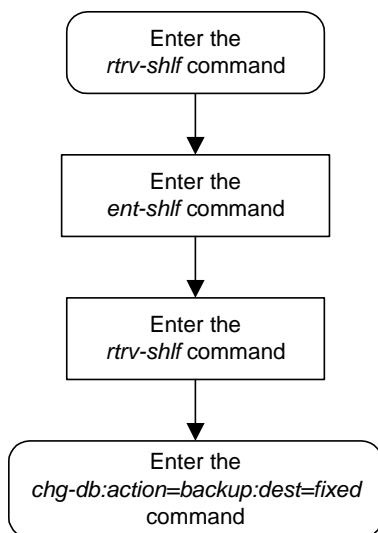 Enter the
rtrv-shlf command
Enter the
ent-shlf command
Enter the
rtrv-shlf command
Enter the
chg-db:action=backup:dest=fixed
command